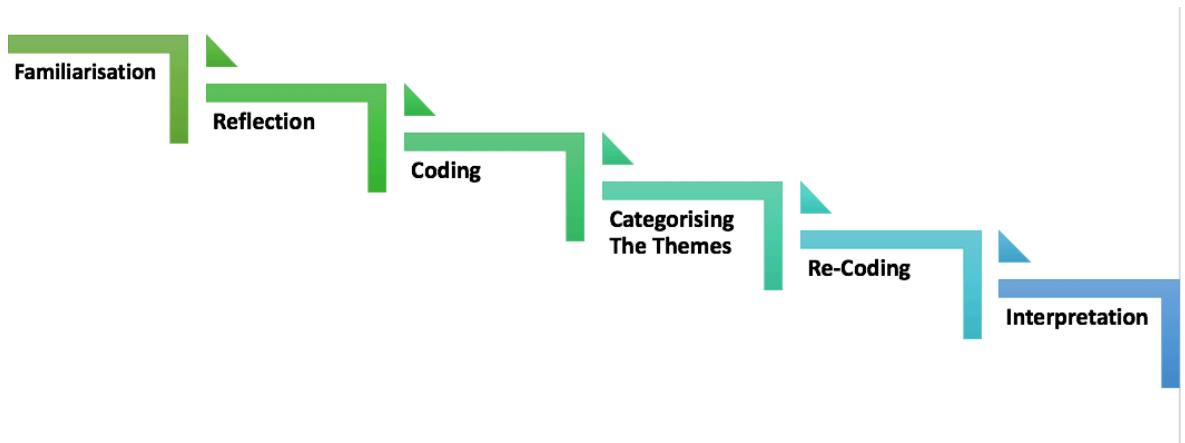 Familiarisation
Reflection
Coding
Categorising
The Themes
Re-Coding
Interpretation